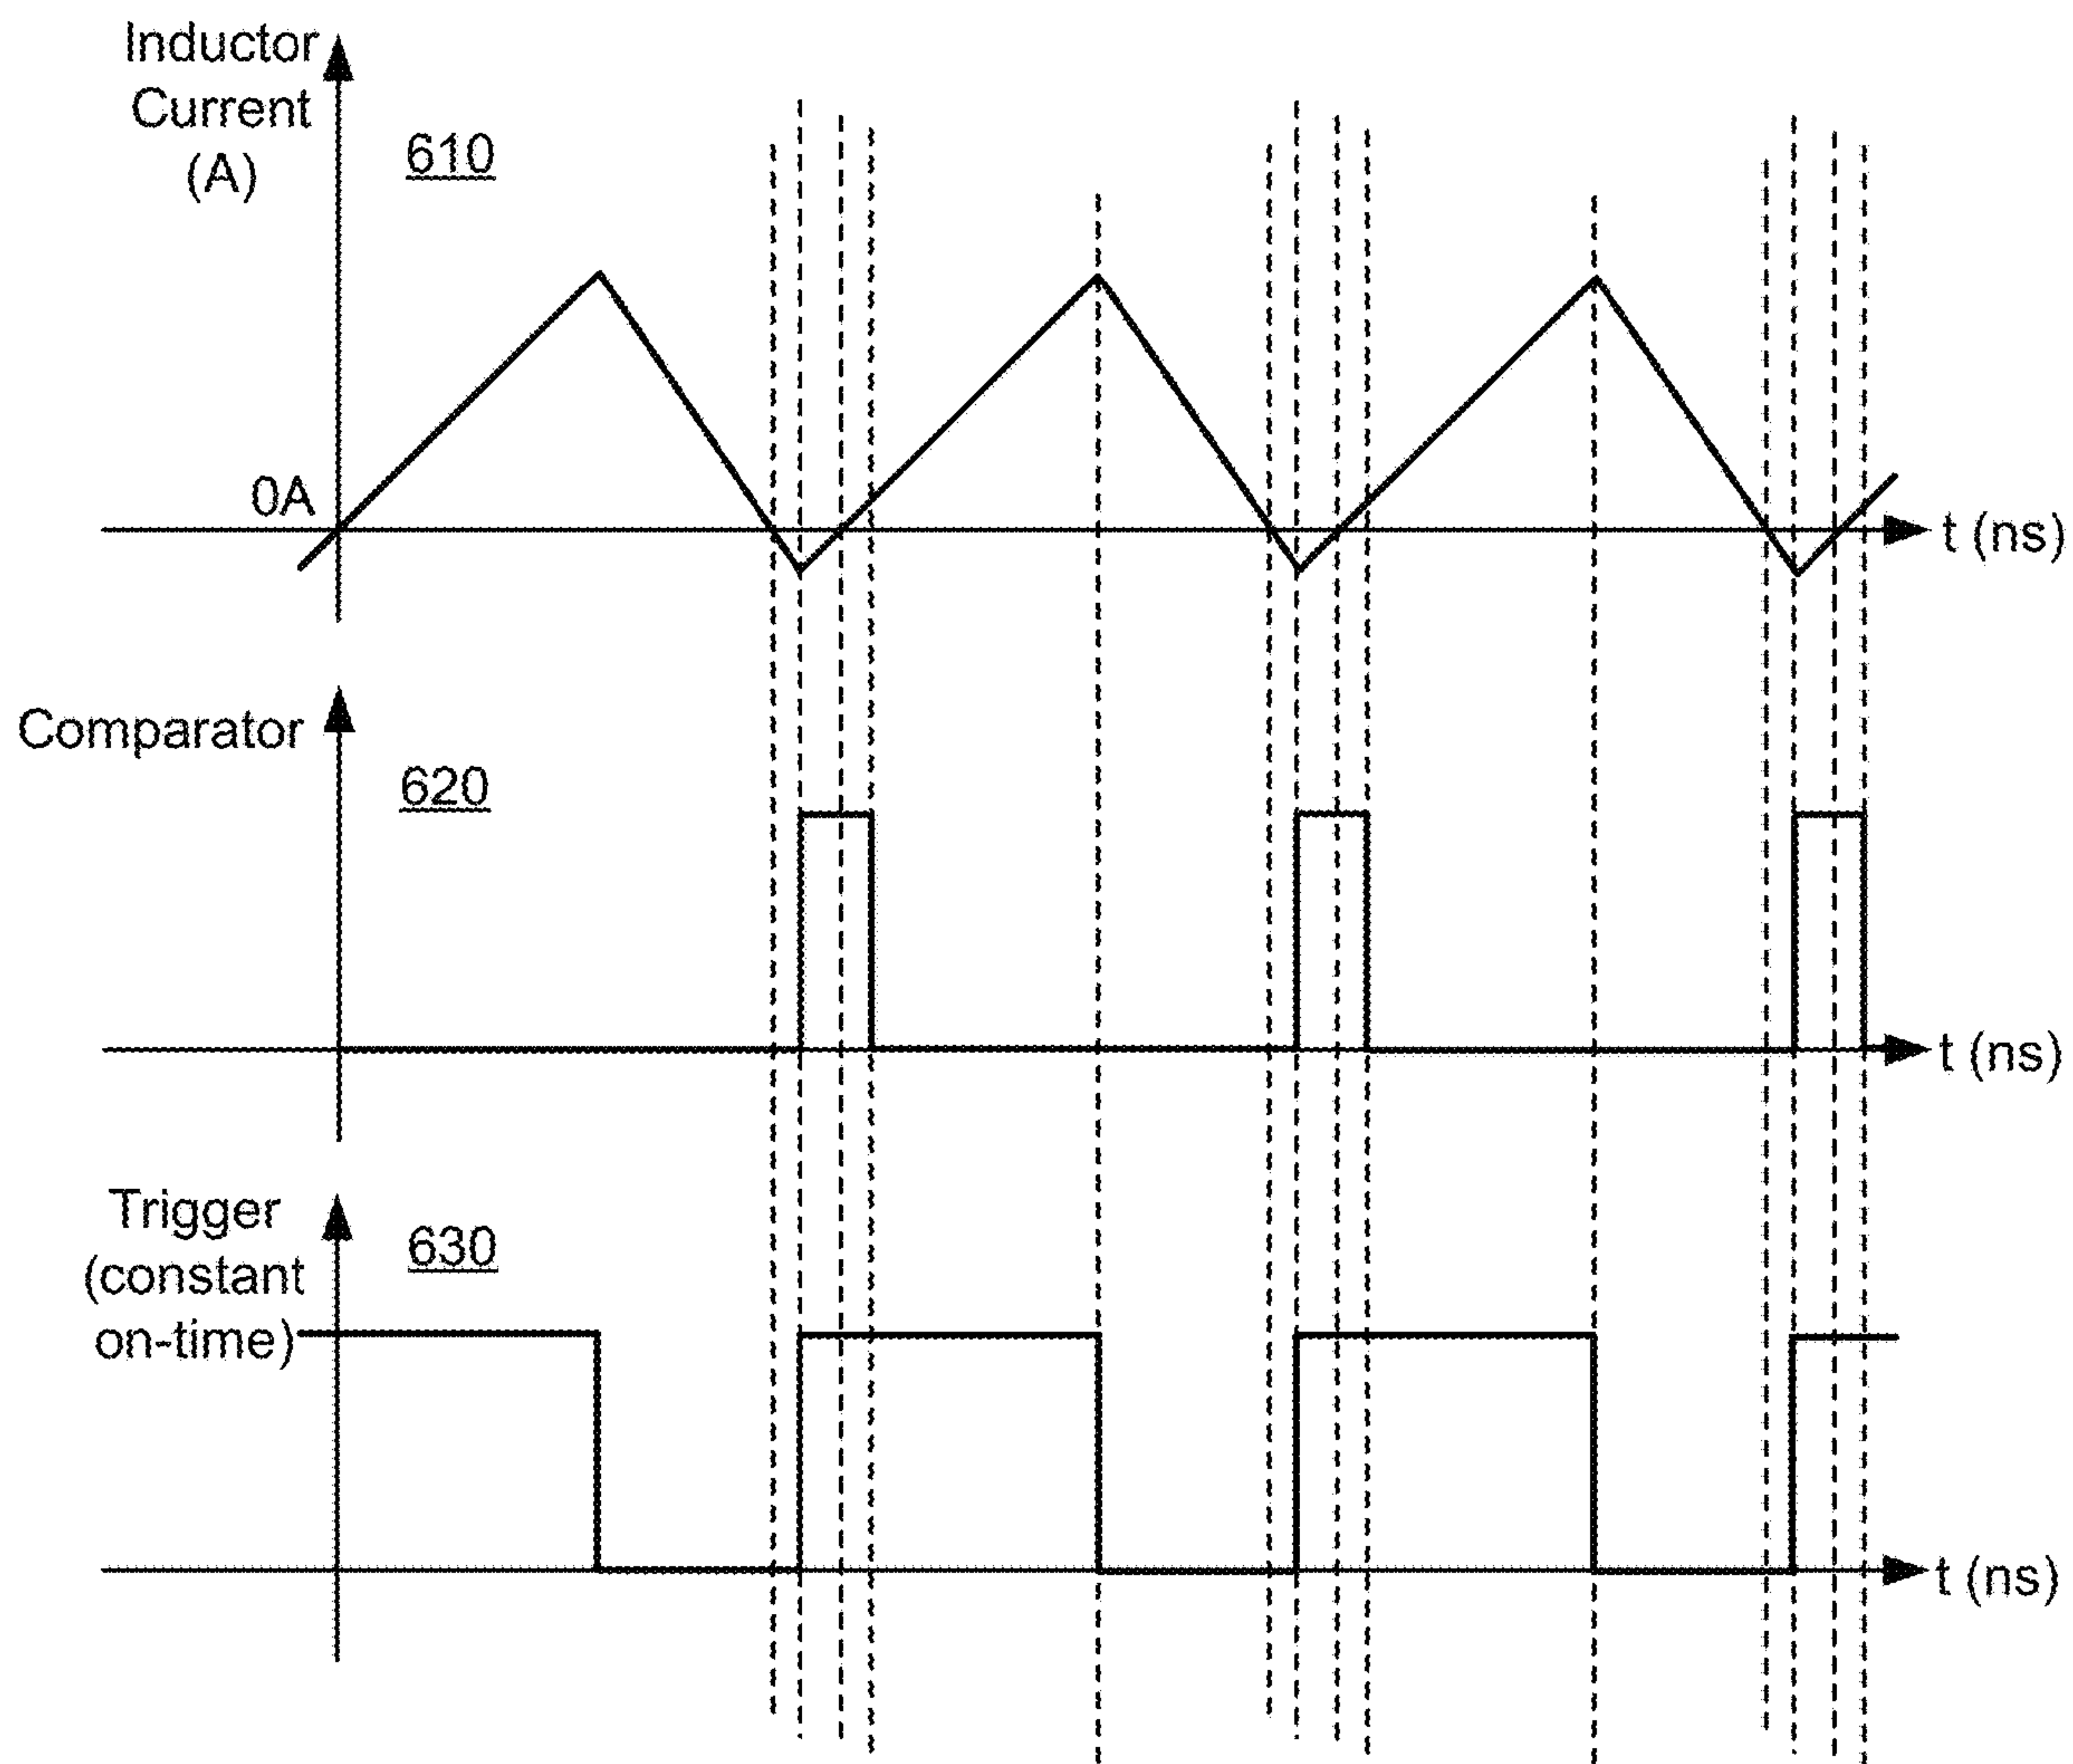 Inductor
Current
(A)
610
0A
t (ns)
Comparator
620
t (ns)
Trigger
(constant
on-time)
630
t (ns)